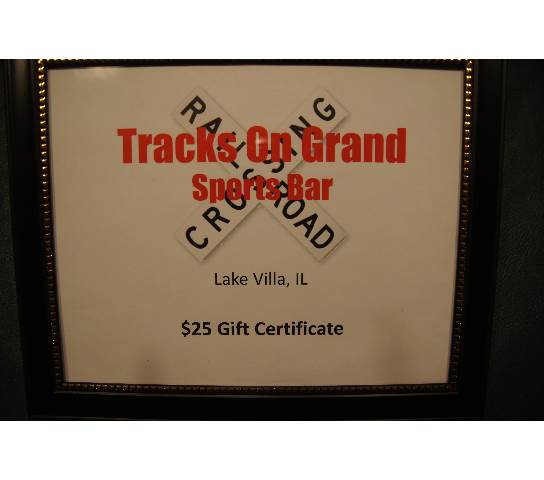 RAILROAD
CROSSING
Tracks On Grand
Sports Bar
Lake Villa, IL
$25 Gift Certificate